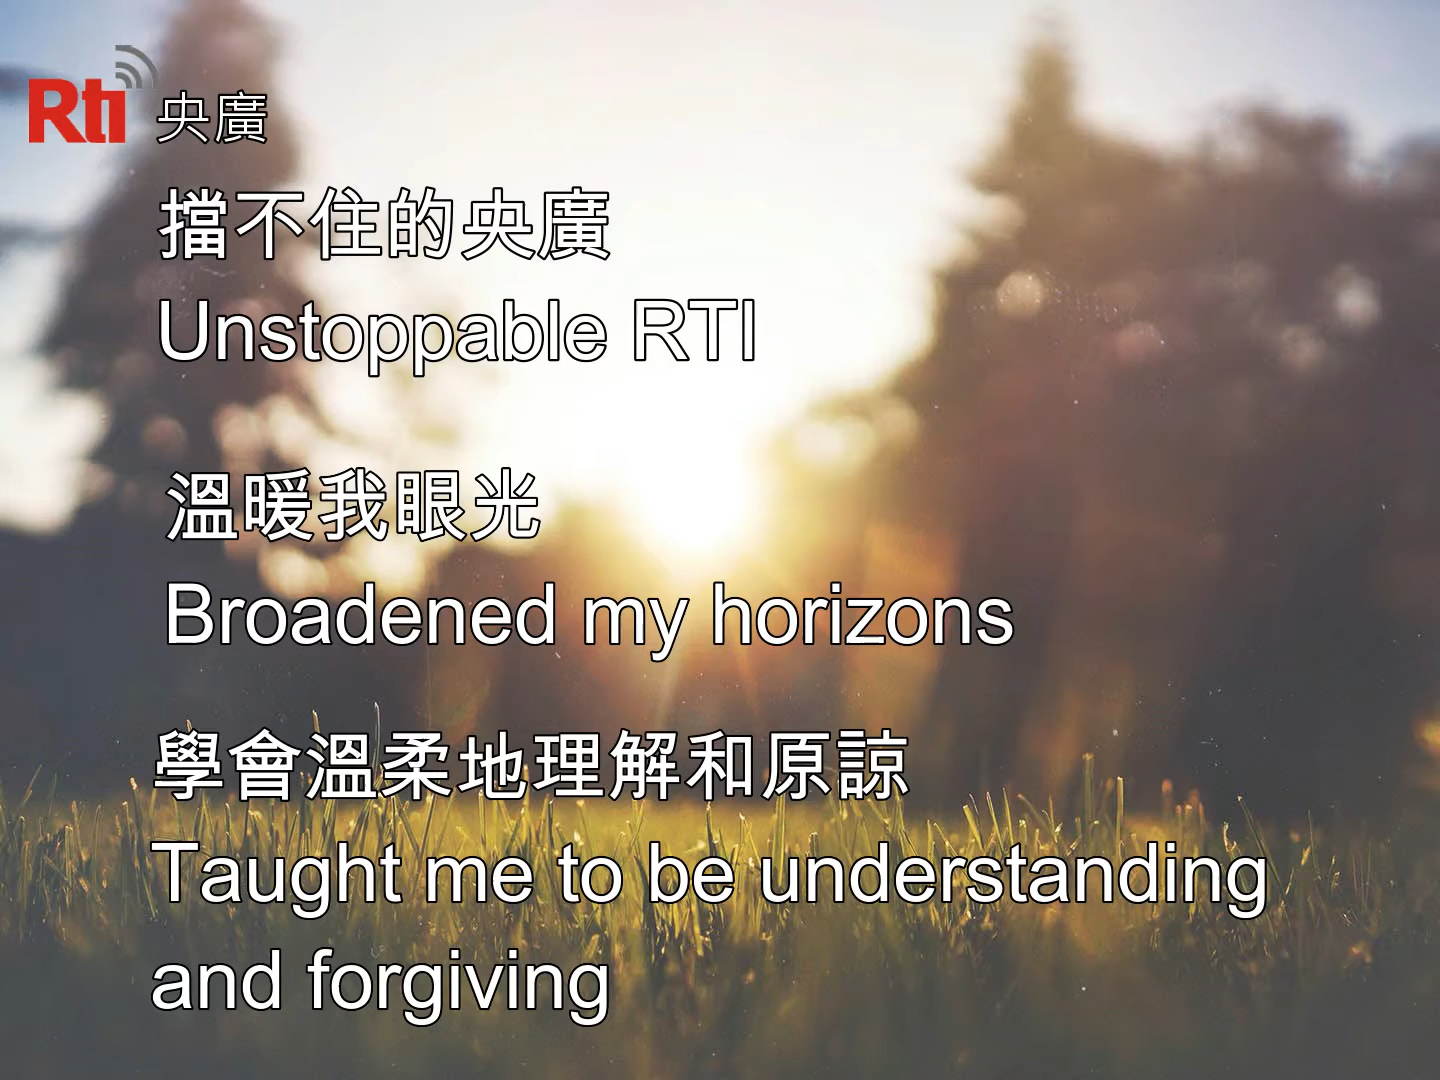 Rti 央廣
擋不住的央廣
Unstoppable RTI
溫暖我眼光
Broadened my horizons
學會溫柔地理解和原諒
Taught me to be understanding
and forgiving